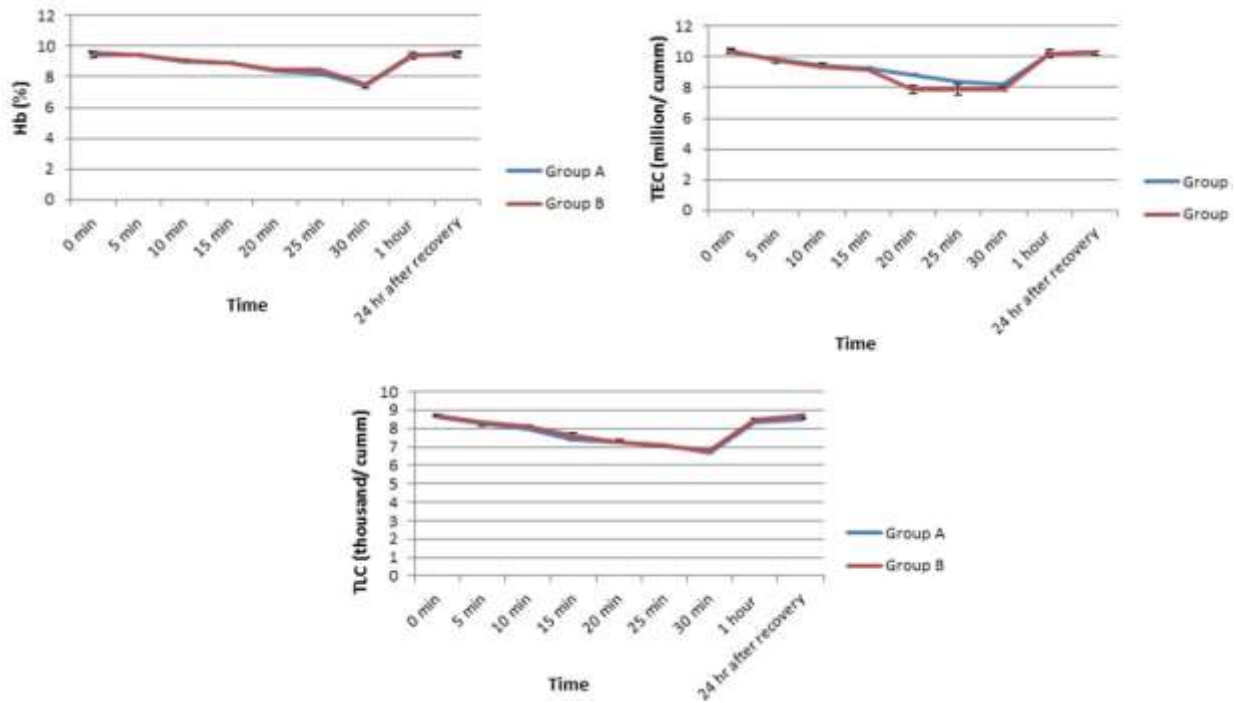 Hb (%)
12
10
8
6
4
2
0
0 min
5 min
10 min
15 min
20 min
25 min
30 min
1 hour
24 hr after recovery
Time
Group A
Group B
TEC (million/ cumm)
12
10
8
6
4
2
0
0 min
5 min
10 min
15 min
20 min
25 min
30 min
1 hour
24 hr after recovery
Time
Group
Group
TLC (thousand/ cumm)
10
9
8
7
6
5
4
3
2
1
0
0 min
5 min
10 min
15 min
20 min
25 min
30 min
1 hour
24 hr after recovery
Time
Group A
Group B